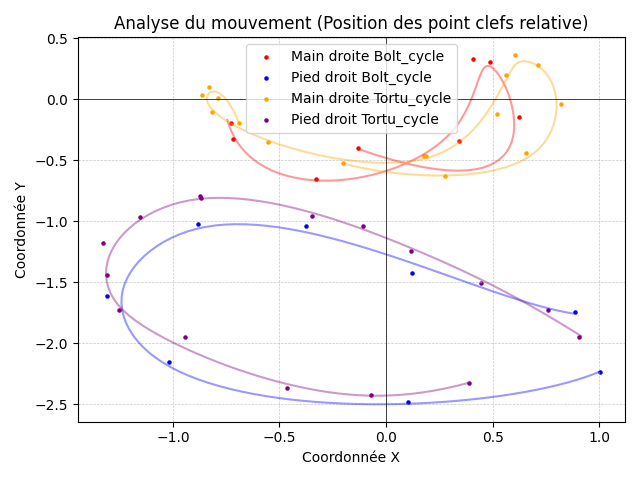 Analyse du mouvement (Position des point clefs relative)
Main droite Bolt_cycle
Pied droit Bolt_cycle
Main droite Tortu_cycle
Pied droit Tortu_cycle
Coordonnée Y
0.5
0.0
−0.5
−1.0
−1.5
−2.0
−2.5
−1.0 −0.5 0.0 0.5 1.0
Coordonnée X